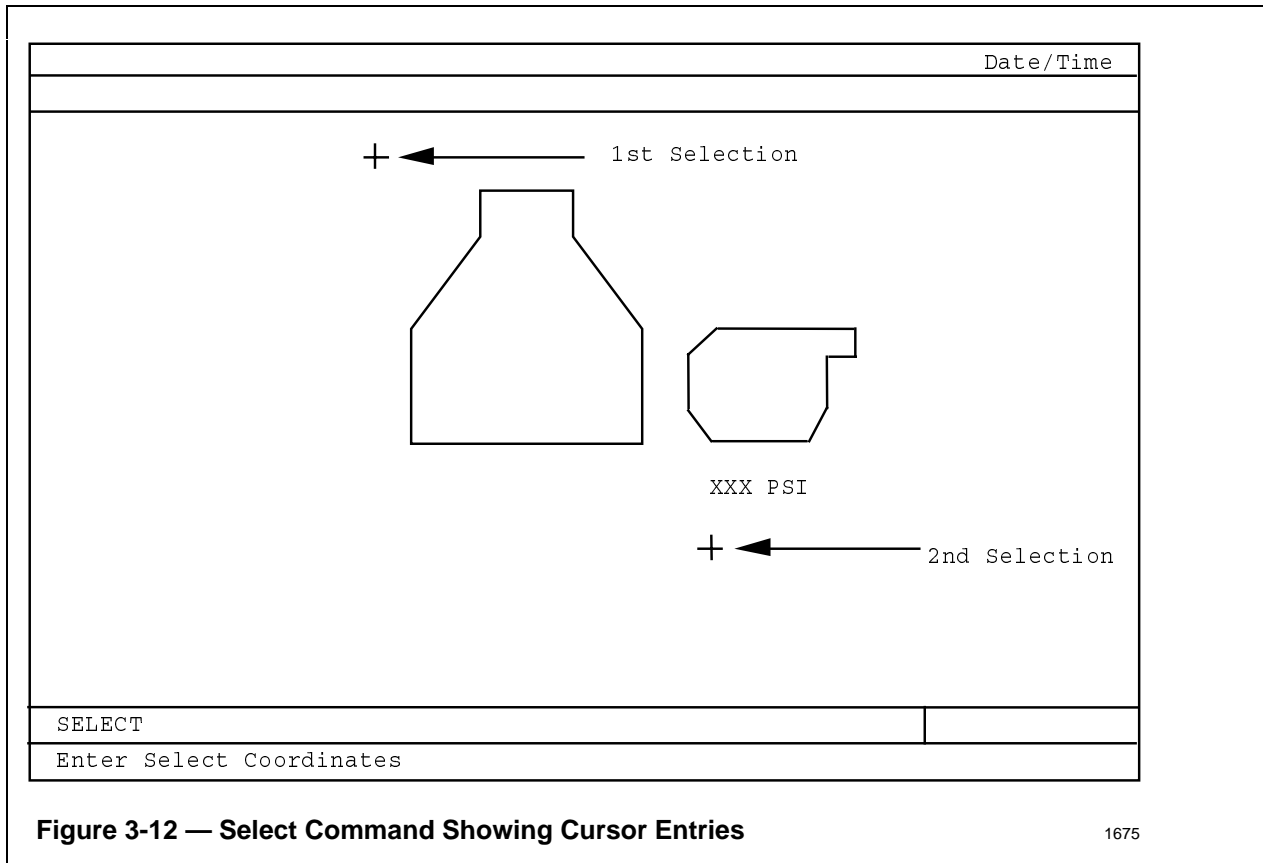 Date/Time
1st Selection
XXX PSI
2nd Selection
SELECT
Enter Select Coordinates
Figure 3-12 — Select Command Showing Cursor Entries
1675